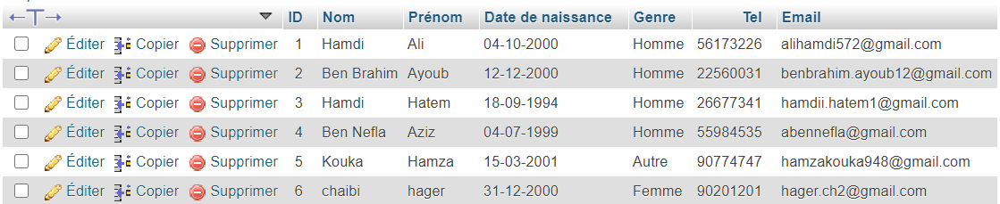 ID Nom Prénom Date de naissance Genre Tel Email
Éditer Copier Supprimer 1 Hamdi Ali 04-10-2000 Homme 56173226 alihamdi572@gmail.com
Éditer Copier Supprimer 2 Ben Brahim Ayoub 12-12-2000 Homme 22560031 benbrahim.ayoub12@gmail.com
Éditer Copier Supprimer 3 Hamdi Hatem 18-09-1994 Homme 26677341 hamdii.hatem1@gmail.com
Éditer Copier Supprimer 4 Ben Nefla Aziz 04-07-1999 Homme 55984535 abennefla@gmail.com
Éditer Copier Supprimer 5 Kouka Hamza 15-03-2001 Autre 90774747 hamzakouka948@gmail.com
Éditer Copier Supprimer 6 chaibi hager 31-12-2000 Femme 90201201 hager.ch2@gmail.com